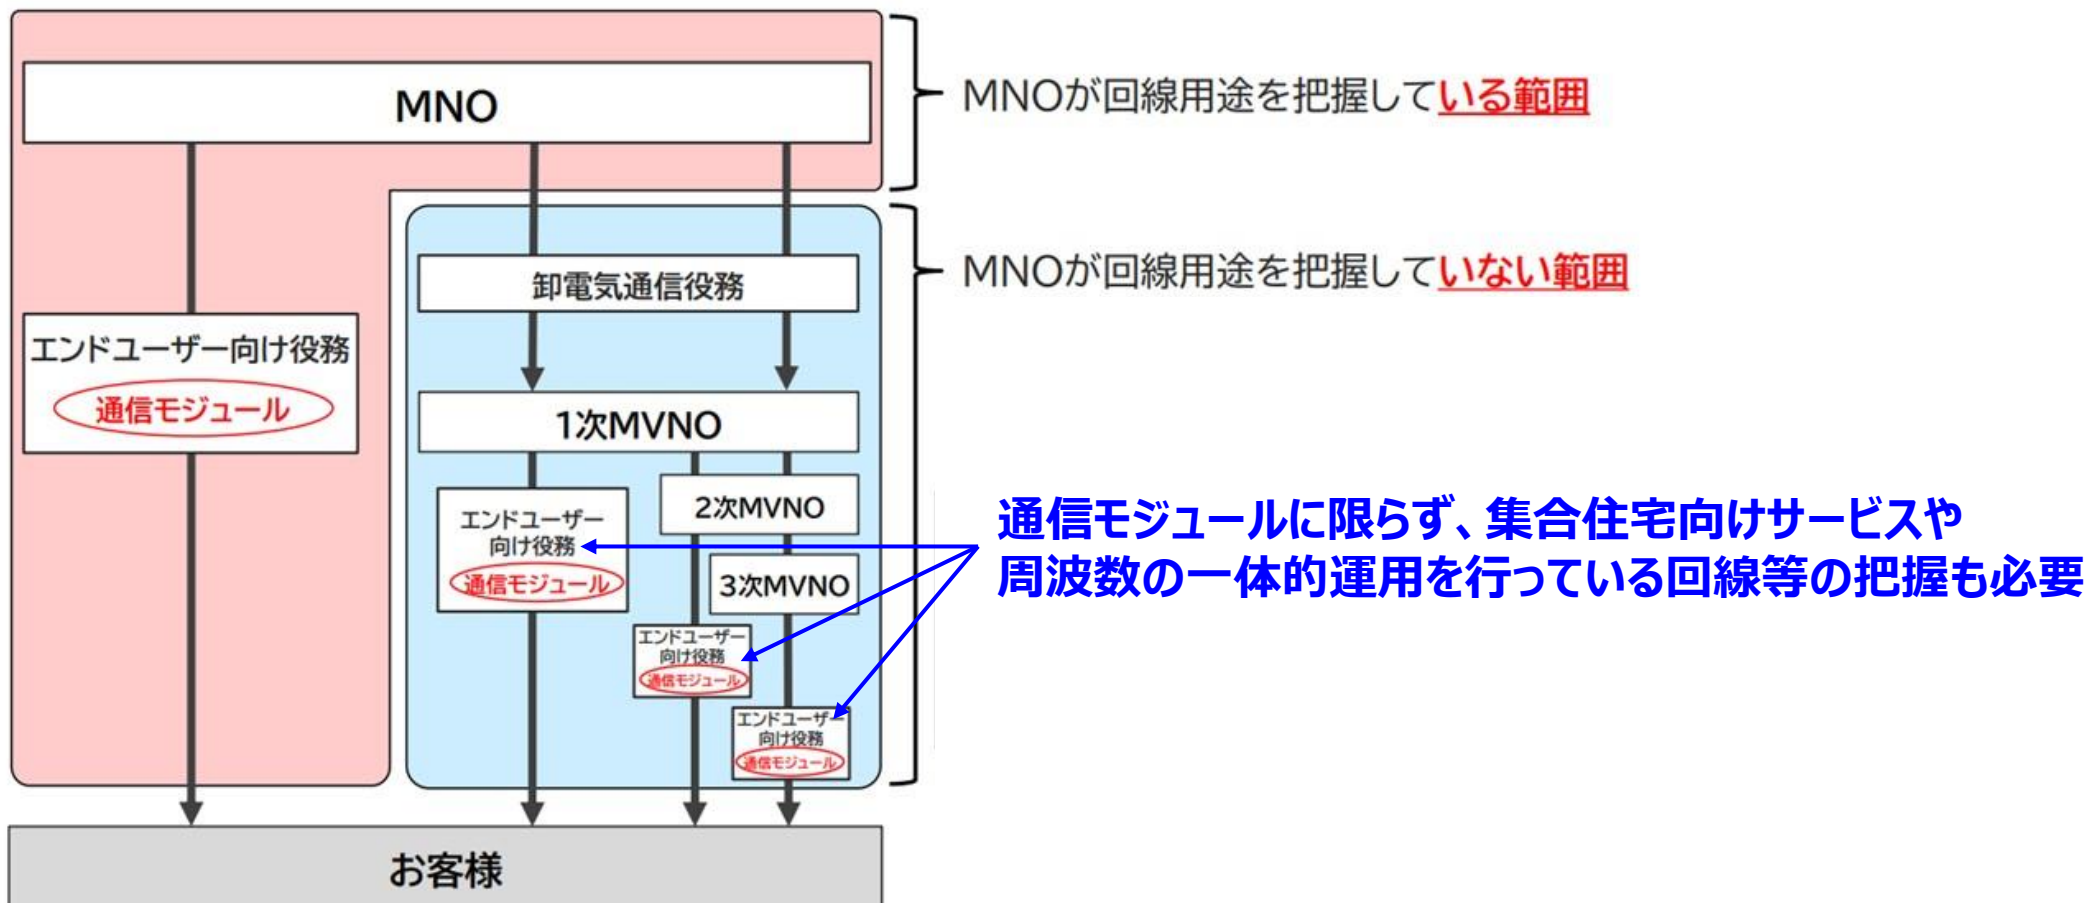 MNO
MNOが回線用途を把握している範囲
卸電気通信役務
MNOが回線用途を把握していない範囲
エンドユーザー向け役務
通信モジュール
1次MVNO
エンドユーザー
向け役務
通信モジュール
2次MVNO
3次MVNO
通信モジュールに限らず、集合住宅向けサービスや
周波数の一体的運用を行っている回線等の把握も必要
エンドユーザー
向け役務
通信モジュール
エンドユーザー
向け役務
通信モジュール
お客様